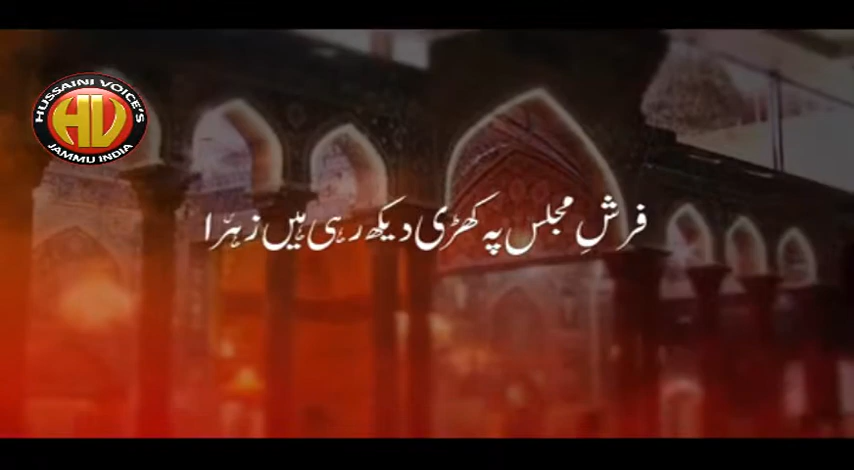 HUSSAINI VOICE'S
HV
JAMMU INDIA
فرشِ مجلس پہ کھڑی دیکھ رہی ہیں زہرا